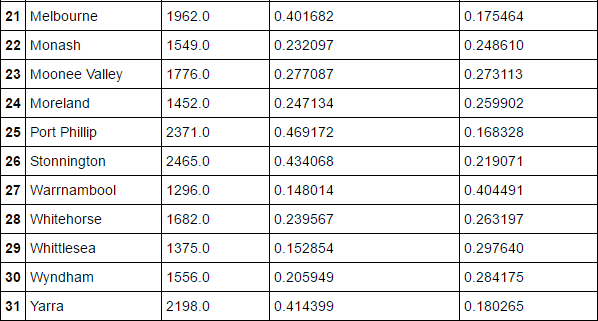 21 Melbourne 1962.0 0.401682 0.175464
22 Monash 1549.0 0.232097 0.248610
23 Moonee Valley 1776.0 0.277087 0.273113
24 Moreland 1452.0 0.247134 0.259902
25 Port Phillip 2371.0 0.469172 0.168328
26 Stonnington 2465.0 0.434068 0.219071
27 Warrnambool 1296.0 0.148014 0.404491
28 Whitehorse 1682.0 0.239567 0.263197
29 Whittlesea 1375.0 0.152854 0.297640
30 Wyndham 1556.0 0.205949 0.284175
31 Yarra 2198.0 0.414399 0.180265